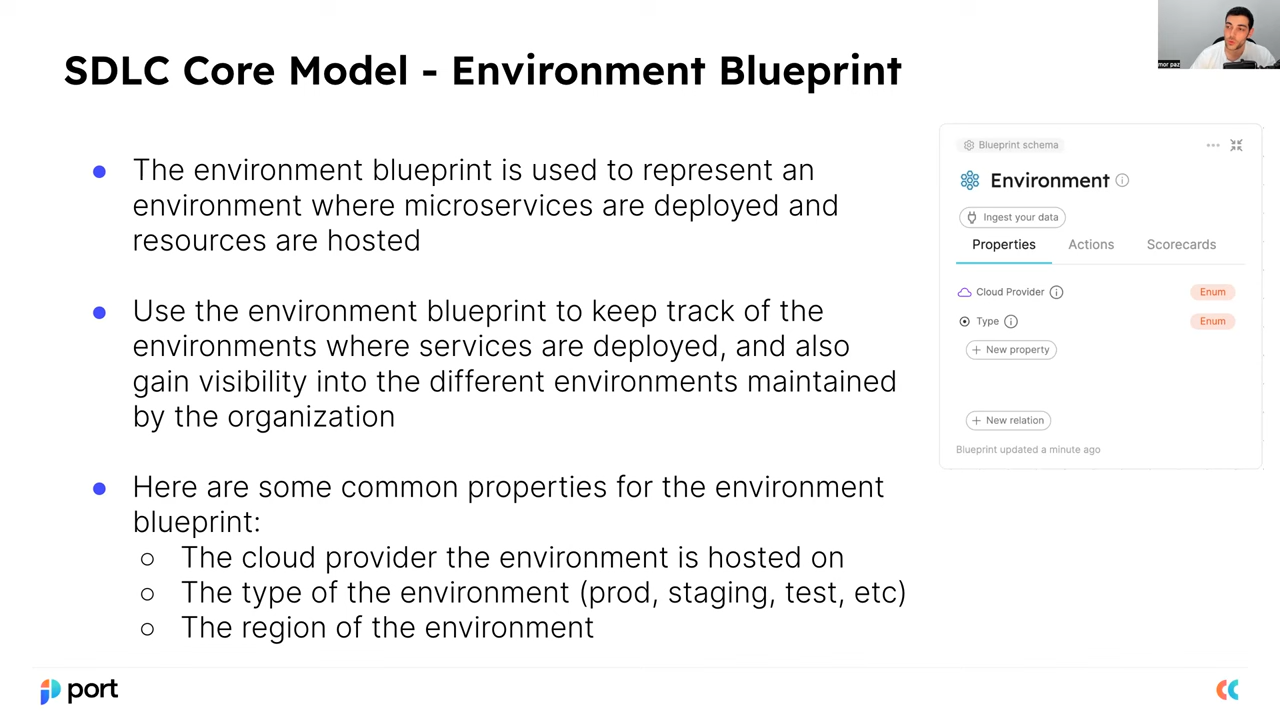 SDLC Core Model - Environment Blueprint
mor paz
The environment blueprint is used to represent an
environment where microservices are deployed and
resources are hosted
Use the environment blueprint to keep track of the
environments where services are deployed, and also
gain visibility into the different environments maintained
by the organization
Here are some common properties for the environment
blueprint:
The cloud provider the environment is hosted on
The type of the environment (prod, staging, test, etc)
The region of the environment
Blueprint schema
Environment
Ingest your data
Properties Actions Scorecards
Cloud Provider Enum
Type Enum
+ New property
+ New relation
Blueprint updated a minute ago
port